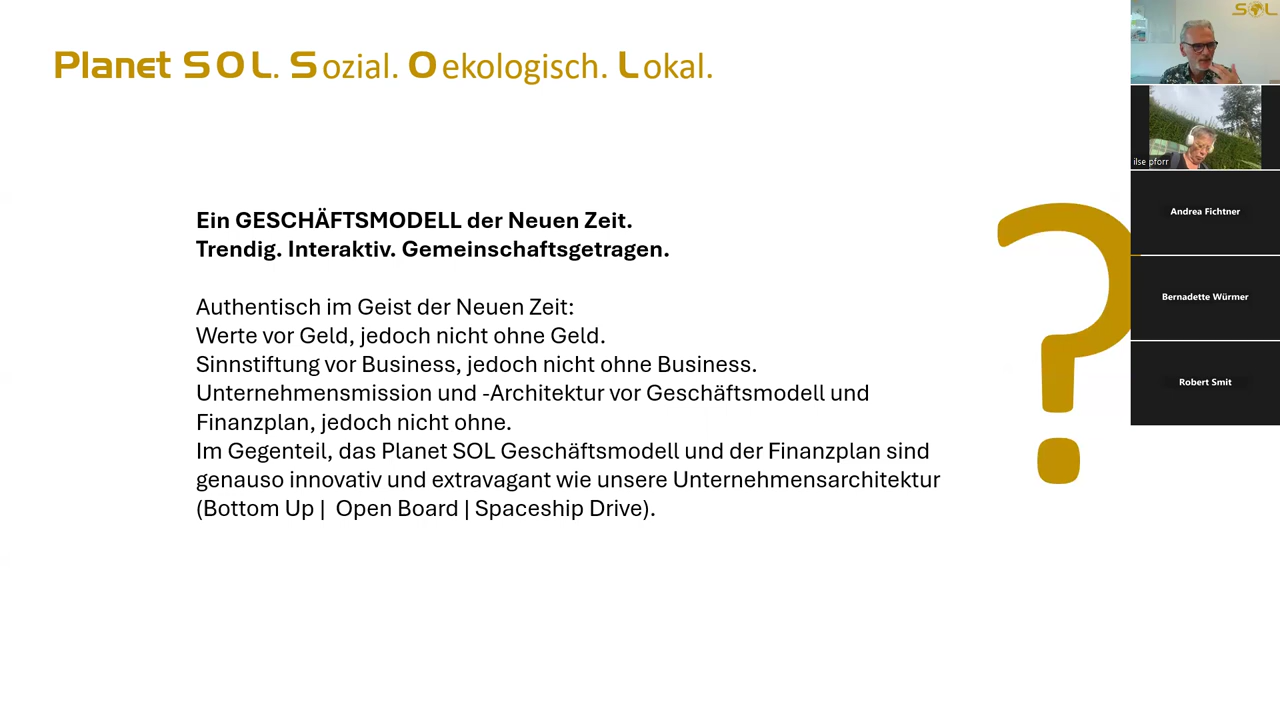 Planet SOL. Sozial. Oekologisch. Lokal.
Ein GESCHÄFTSMODELL der Neuen Zeit.
Trendig. Interaktiv. Gemeinschaftsgetragen.
Authentisch im Geist der Neuen Zeit:
Werte vor Geld, jedoch nicht ohne Geld.
Sinnstiftung vor Business, jedoch nicht ohne Business.
Unternehmensmission und -Architektur vor Geschäftsmodell und
Finanzplan, jedoch nicht ohne.
Im Gegenteil, das Planet SOL Geschäftsmodell und der Finanzplan sind
genauso innovativ und extravagant wie unsere Unternehmensarchitektur
(Bottom Up | Open Board | Spaceship Drive).
?
SOL
ilse pforr
Andrea Fichtner
Bernadette Würmer
Robert Smit